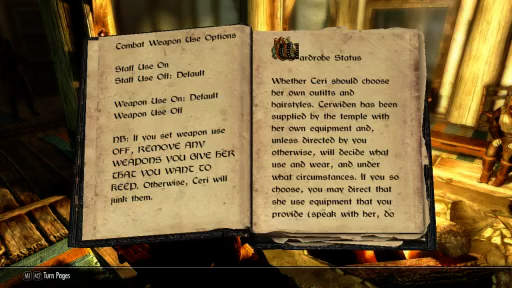 Combat Weapon Use Options
Staff Use On
Staff Use Off: Default
Weapon Use On: Default
Weapon Use Off
NB: If you set weapon use
OFF, REMOVE ANY
WEAPONS YOU GIVE HER
THAT YOU WANT TO
KEEP. Otherwise, Ceri will
junk them.
Wardrobe Status
Whether Ceri should choose
her own outfits and
hairstyles. Cerwiden has been
supplied by the temple with
her own equipment and,
unless directed by you
otherwise, will decide what
use and wear, and under
what circumstances. If you so
choose, you may direct that
she use equipment that you
provide (speak with her, do
Turn Pages